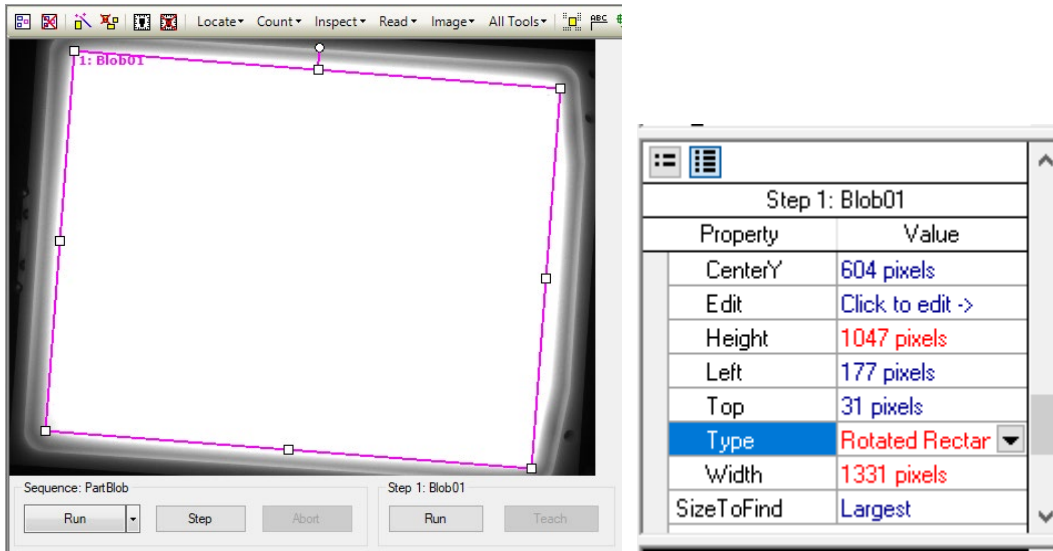 Locate Count Inspect Read Image All Tools ABC
1: Blob01
Sequence: PartBlob
Step 1: Blob01
Run Step Abort
Run Teach
Step 1: Blob01
Property Value
CenterY 604 pixels
Edit Click to edit ->
Height 1047 pixels
Left 177 pixels
Top 31 pixels
Type Rotated Rectar
Width 1331 pixels
SizeToFind Largest